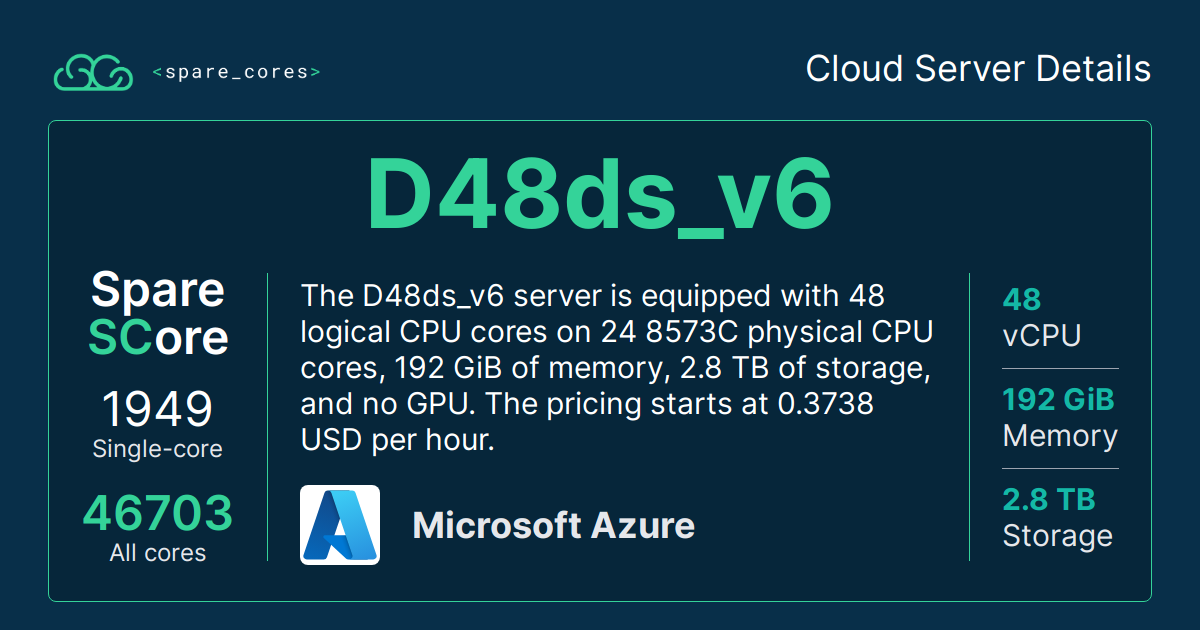 <spare_cores>
Cloud Server Details
D48ds_v6
Spare
SCore
1949
Single-core
46703
All cores
The D48ds_v6 server is equipped with 48
logical CPU cores on 24 8573C physical CPU
cores, 192 GiB of memory, 2.8 TB of storage,
and no GPU. The pricing starts at 0.3738
USD per hour.
Microsoft Azure
48
vCPU
192 GiB
Memory
2.8 TB
Storage